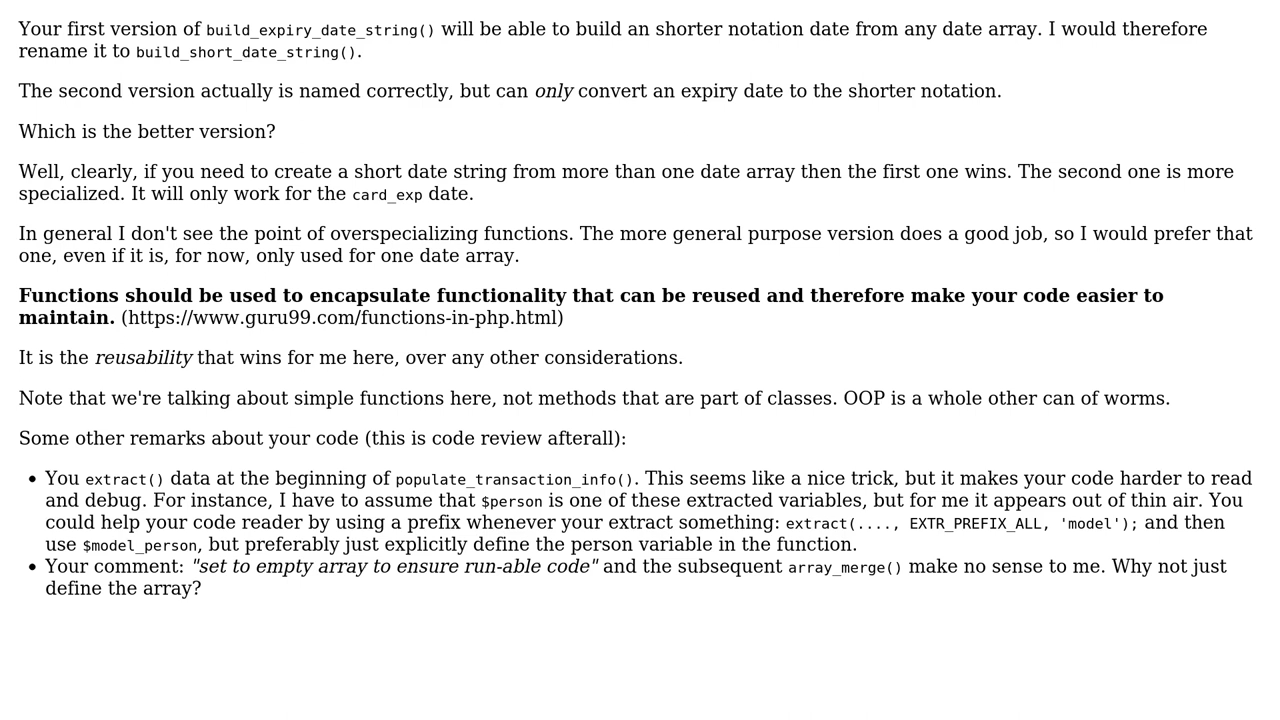 Your first version of build_expiry_date_string() will be able to build an shorter notation date from any date array. I would therefore
rename it to build_short_date_string().
The second version actually is named correctly, but can only convert an expiry date to the shorter notation.
Which is the better version?
Well, clearly, if you need to create a short date string from more than one date array then the first one wins. The second one is more
specialized. It will only work for the card_exp date.
In general I don't see the point of overspecializing functions. The more general purpose version does a good job, so I would prefer that
one, even if it is, for now, only used for one date array.
Functions should be used to encapsulate functionality that can be reused and therefore make your code easier to
maintain. (https://www.guru99.com/functions-in-php.html)
It is the reusability that wins for me here, over any other considerations.
Note that we're talking about simple functions here, not methods that are part of classes. OOP is a whole other can of worms.
Some other remarks about your code (this is code review afterall):
• You extract() data at the beginning of populate_transaction_info(). This seems like a nice trick, but it makes your code harder to read
and debug. For instance, I have to assume that $person is one of these extracted variables, but for me it appears out of thin air. You
could help your code reader by using a prefix whenever your extract something: extract(...., EXTR_PREFIX_ALL, 'model'); and then
use $model_person, but preferably just explicitly define the person variable in the function.
• Your comment: "set to empty array to ensure run-able code" and the subsequent array_merge() make no sense to me. Why not just
define the array?